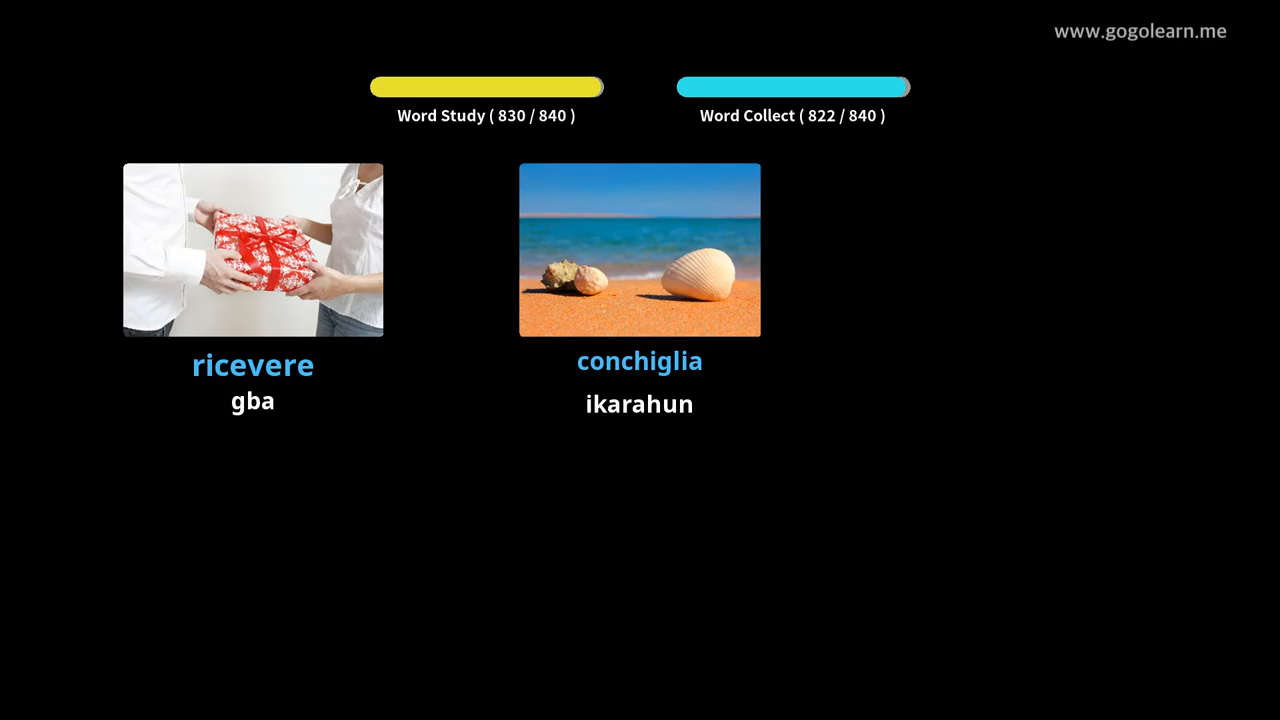 www.gogolearn.me
Word Study ( 830 / 840 )
Word Collect ( 822 / 840 )
ricevere
gba
conchiglia
ikarahun